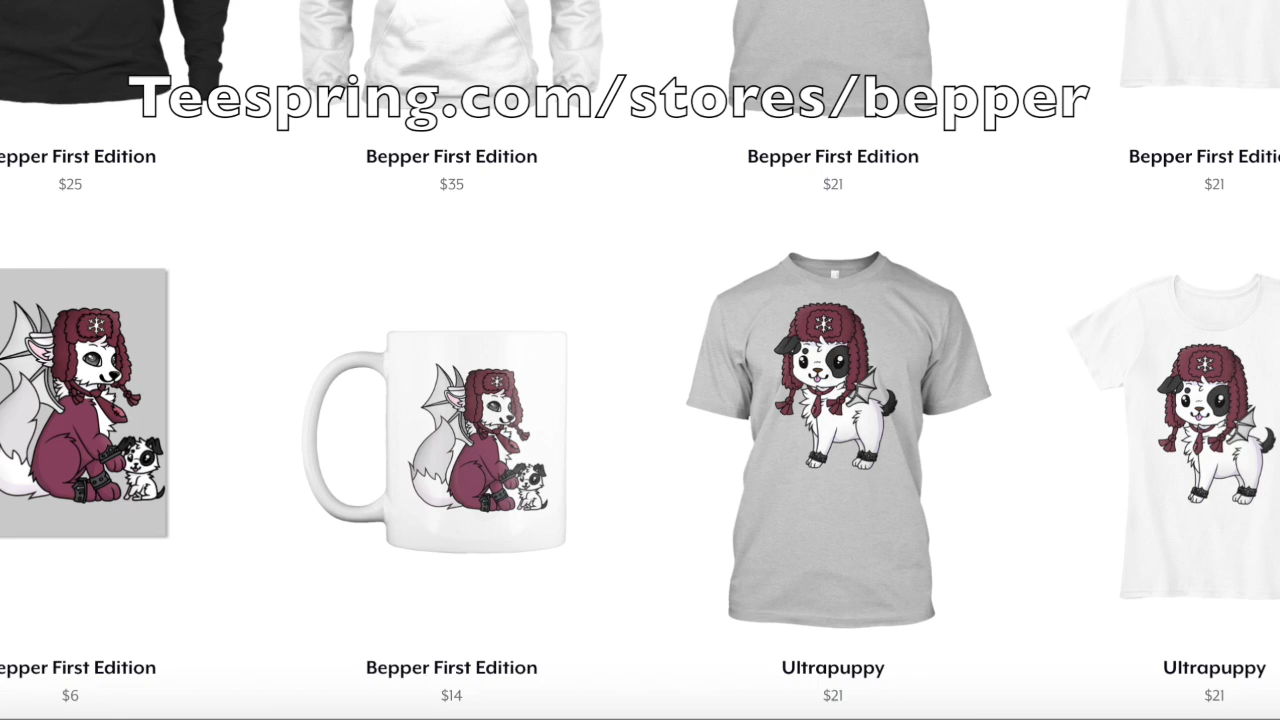 Teespring.com/stores/bepper
epper First Edition
$25
Bepper First Edition
$35
Bepper First Edition
$21
Bepper First Editi
$21
epper First Edition
$6
Bepper First Edition
$14
Ultrapuppy
$21
Ultrapuppy
$21